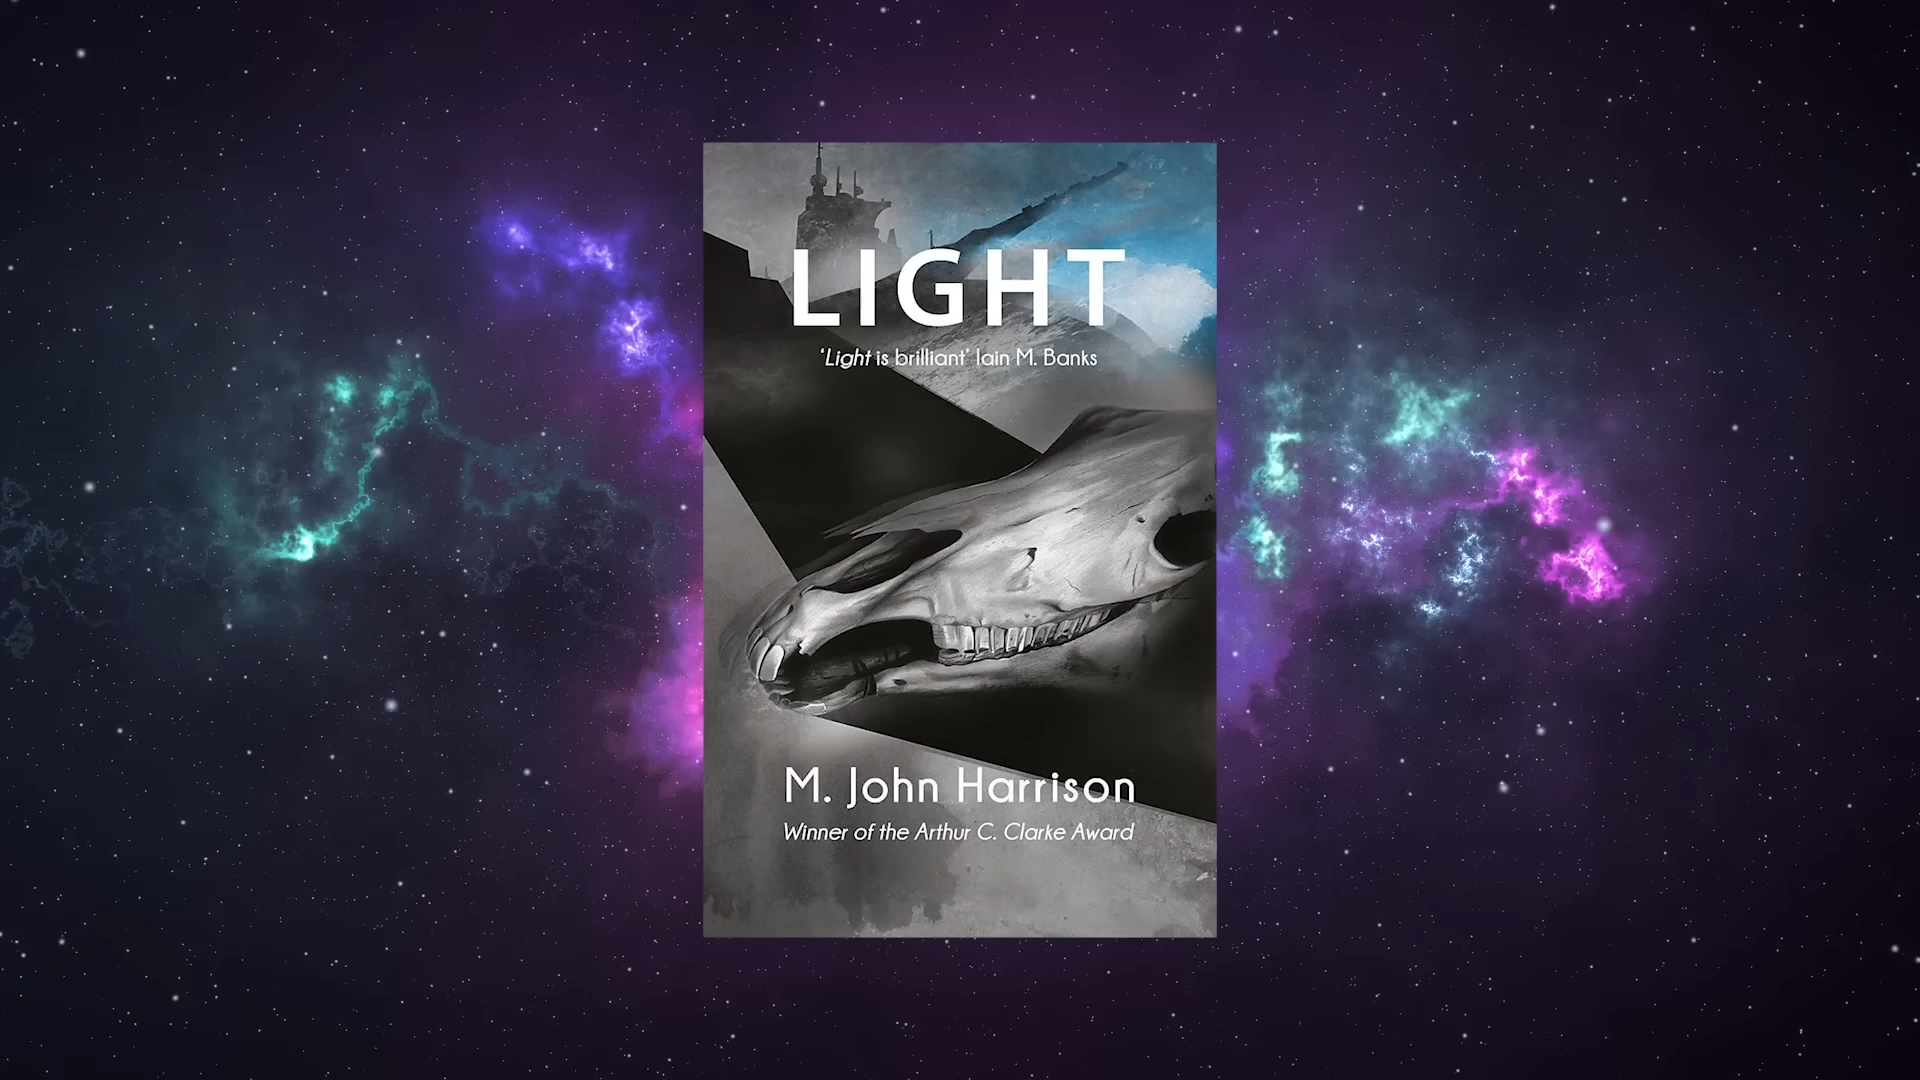 LIGHT
‘Light is brilliant’ Iain M. Banks
M. John Harrison
Winner of the Arthur C. Clarke Award